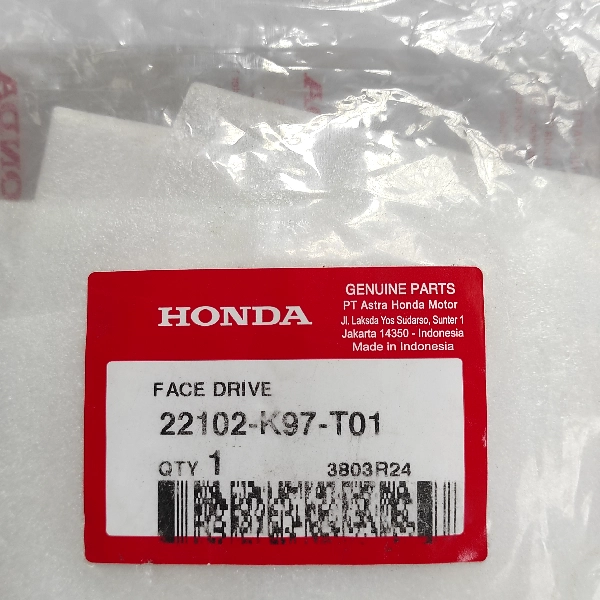 HONDA
GENUINE PARTS
PT Astra Honda Motor
Jl. Laksda Yos Sudarso, Sunter 1
Jakarta 14350 - Indonesia
Made in Indonesia
FACE DRIVE
22102-K97-T01
QTY 1 3803R24